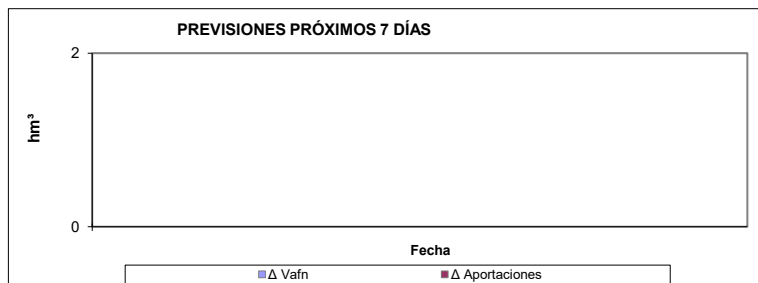 PREVISIONES PRÓXIMOS 7 DÍAS
2
hm³
0
Fecha
Δ Vafn Δ Aportaciones